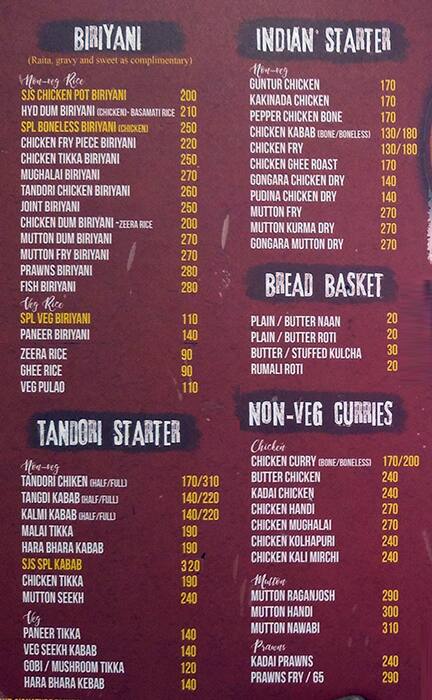 BIRIYANI
(Raita, gravy and sweet as complimentary)
Non-veg Rice
SJS CHICKEN POT BIRIYANI 200
HYD DUM BIRIYANI (CHICKEN)- BASAMATI RICE 210
SPL BONELESS BIRIYANI (CHICKEN) 250
CHICKEN FRY PIECE BIRYANI 220
CHICKEN TIKKA BIRIYANI 250
MUGHALAI BIRYANI 270
TANDORI CHICKEN BIRIYANI 260
JOINT BIRIYANI 250
CHICKEN DUM BIRIYANI -ZEERA RICE 200
MUTTON DUM BIRIYANI 270
MUTTON FRY BIRIYANI 270
PRAWNS BIRIYANI 280
FISH BIRIYANI 280
Veg Rice
SPL VEG BIRIYANI 110
PANEER BIRIYANI 140
ZEERA RICE 90
GHEE RICE 90
VEG PULAO 110
TANDORI STARTER
Non-veg
TANDORI CHIKEN (HALF/FULL) 170/310
TANGDI KABAB (HALF/FULL) 140/220
KALMI KABAB (HALF/FULL) 140/220
MALAI TIKKA 190
HARA BHARA KABAB 190
SJS SPL KABAB 320
CHICKEN TIKKA 190
MUTTON SEEKH 240
Veg
PANEER TIKKA 140
VEG SEEKH KABAB 140
GOBI / MUSHROOM TIKKA 120
HARA BHARA KEBAB 140
INDIAN STARTER
Non-veg
GUNTUR CHICKEN 170
KAKINADA CHICKEN 170
PEPPER CHICKEN BONE 170
CHICKEN KABAB (BONE/BONELESS) 130/180
CHICKEN FRY 130/180
CHICKEN GHEE ROAST 170
GONGARA CHICKEN DRY 140
PUDINA CHICKEN DRY 140
MUTTON FRY 270
MUTTON KURMA DRY 270
GONGARA MUTTON DRY 270
BREAD BASKET
PLAIN / BUTTER NAAN 20
PLAIN / BUTTER ROTI 20
BUTTER / STUFFED KULCHA 30
RUMALI ROTI 20
NON-VEG CURRIES
Chicken
CHICKEN CURRY (BONE/BONELESS) 170/200
BUTTER CHICKEN 240
KADAI CHICKEN 240
CHICKEN HANDI 270
CHICKEN MUGHALAI 270
CHICKEN KOLHAPURI 240
CHICKEN KALI MIRCHI 240
Mutton
MUTTON RAGANJOSH 290
MUTTON HANDI 300
MUTTON NAWABI 310
Prawns
KADAI PRAWNS 240
PRAWNS FRY / 65 290